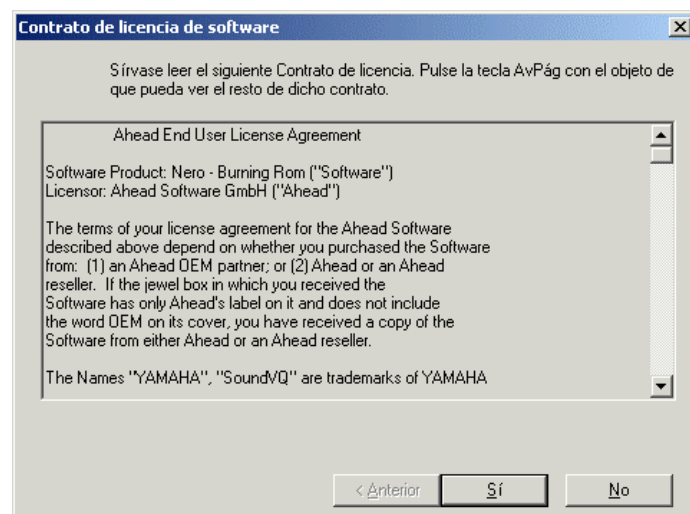 Contrato de licencia de software
Sírvase leer el siguiente Contrato de licencia. Pulse la tecla AvPág con el objeto de
que pueda ver el resto de dicho contrato.
Ahead End User License Agreement
Software Product: Nero - Burning Rom ("Software")
Licensor: Ahead Software GmbH ("Ahead")
The terms of your license agreement for the Ahead Software
described above depend on whether you purchased the Software
from: (1) an Ahead OEM partner; or (2) Ahead or an Ahead
reseller. If the jewel box in which you received the
Software has only Ahead's label on it and does not include
the word OEM on its cover, you have received a copy of the
Software from either Ahead or an Ahead reseller.
The Names "YAMAHA", "SoundVQ" are trademarks of YAMAHA
< Anterior Sí No